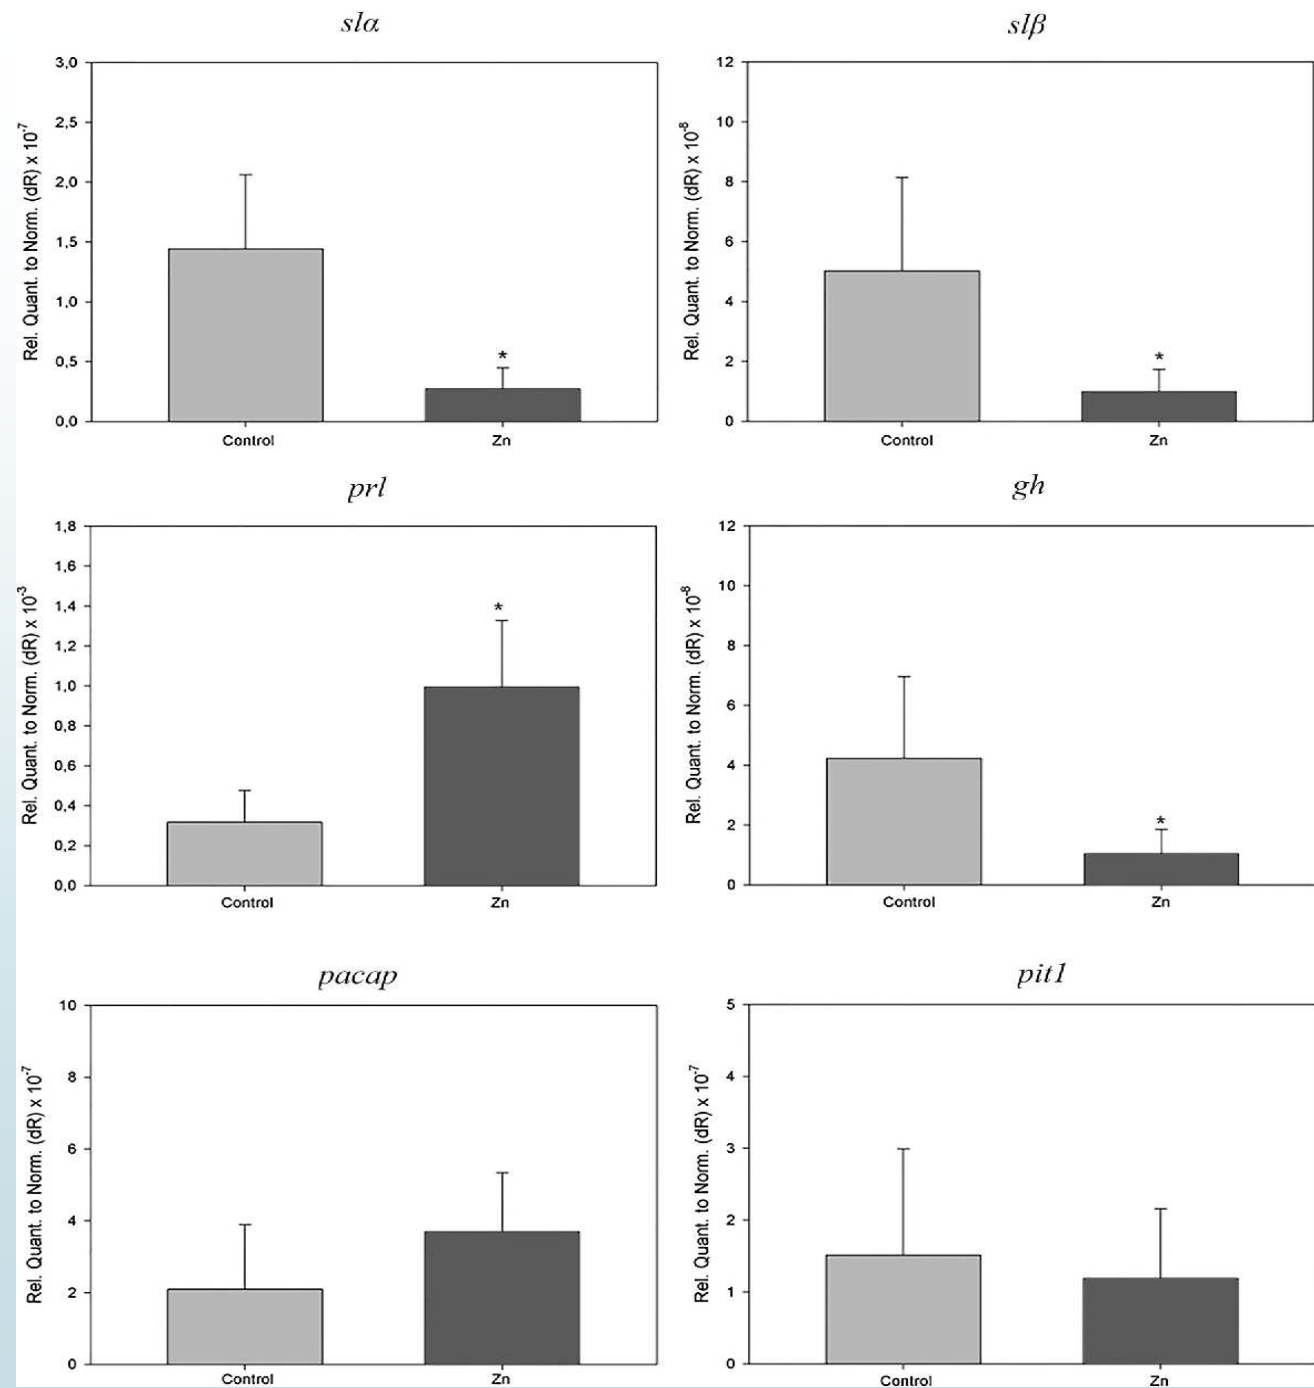 slα
slβ
Rel. Quant. to Norm. (dR) x 10⁻⁷
3,0
2,5
2,0
1,5
1,0
0,5
0,0
*
Control
Zn
Rel. Quant. to Norm. (dR) x 10⁻⁸
12
10
8
6
4
2
0
*
Control
Zn
prl
gh
Rel. Quant. to Norm. (dR) x 10⁻³
1,8
1,6
1,4
1,2
1,0
0,8
0,6
0,4
0,2
0,0
*
Control
Zn
Rel. Quant. to Norm. (dR) x 10⁻⁸
12
10
8
6
4
2
0
*
Control
Zn
pacap
pit1
Rel. Quant. to Norm. (dR) x 10⁻⁷
10
8
6
4
2
0
Control
Zn
Rel. Quant. to Norm. (dR) x 10⁻⁷
5
4
3
2
1
0
Control
Zn